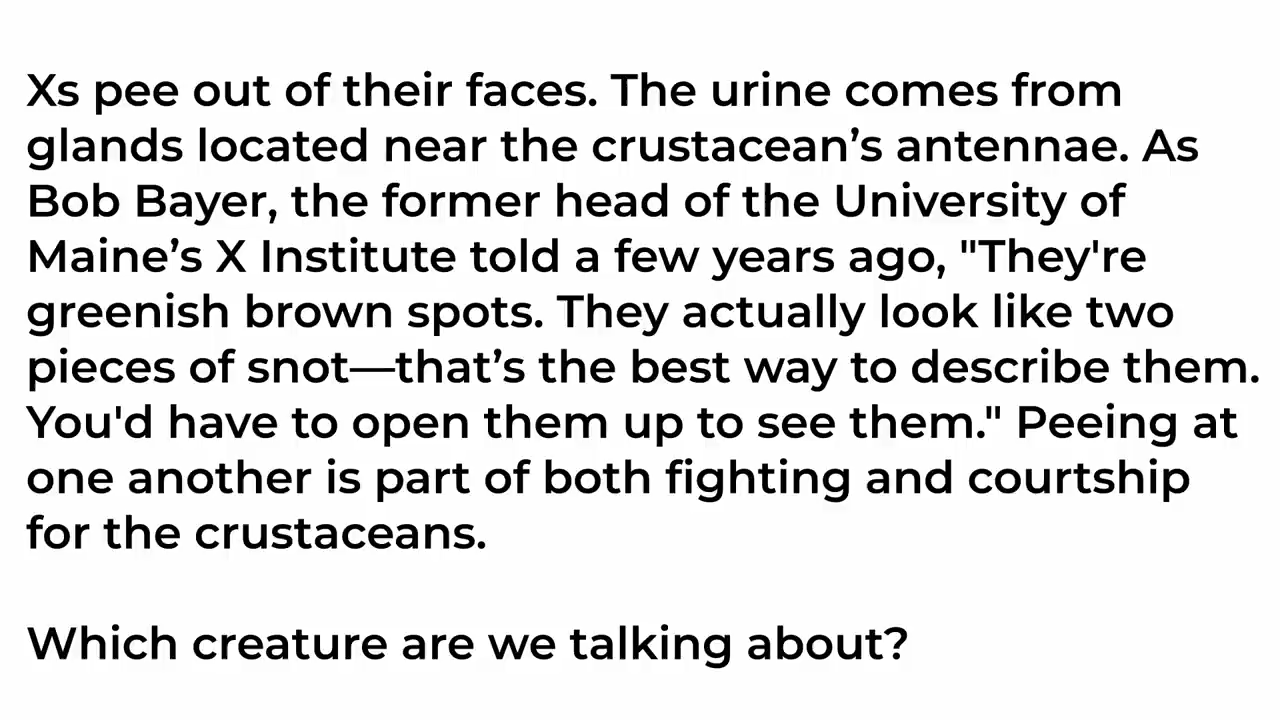 Xs pee out of their faces. The urine comes from
glands located near the crustacean’s antennae. As
Bob Bayer, the former head of the University of
Maine’s X Institute told a few years ago, "They're
greenish brown spots. They actually look like two
pieces of snot—that’s the best way to describe them.
You'd have to open them up to see them." Peeing at
one another is part of both fighting and courtship
for the crustaceans.
Which creature are we talking about?